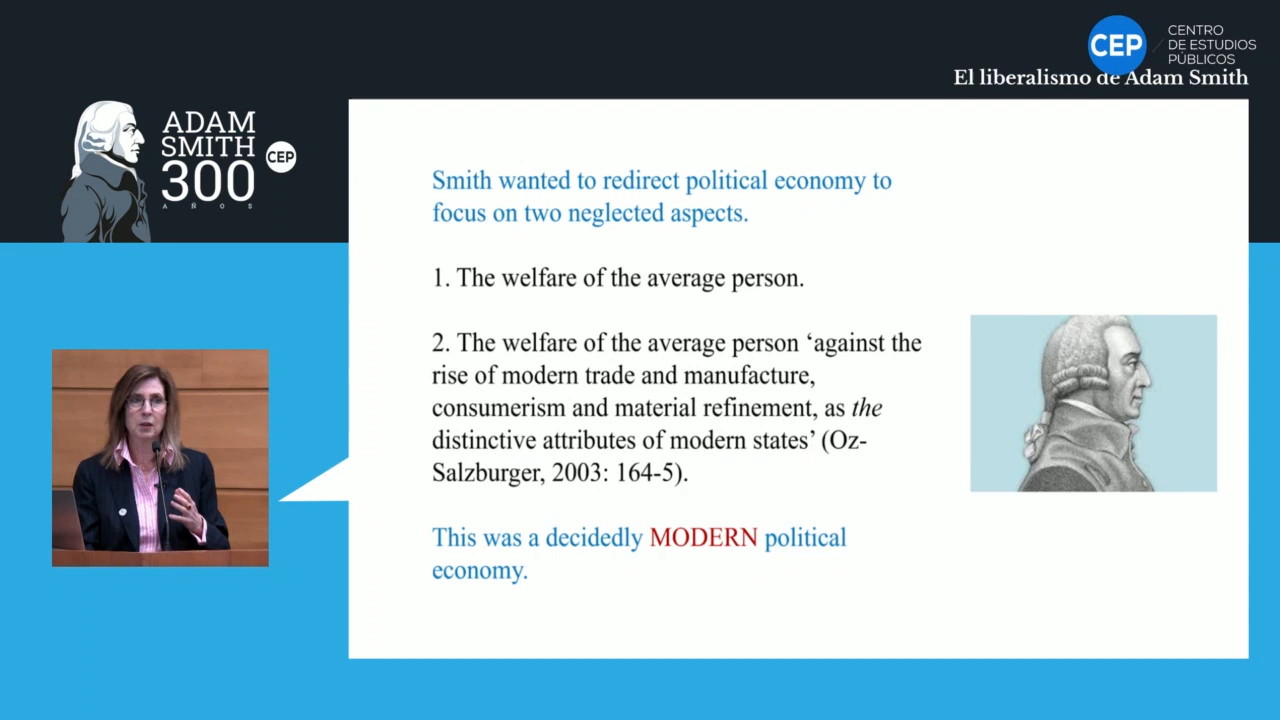 CEP
CENTRO
DE ESTUDIOS
PÚBLICOS
El liberalismo de Adam Smith
ADAM
SMITH
300
AÑOS
CEP
Smith wanted to redirect political economy to
focus on two neglected aspects.
1. The welfare of the average person.
2. The welfare of the average person ‘against the
rise of modern trade and manufacture,
consumerism and material refinement, as the
distinctive attributes of modern states’ (Oz-
Salzburger, 2003: 164-5).
This was a decidedly MODERN political
economy.